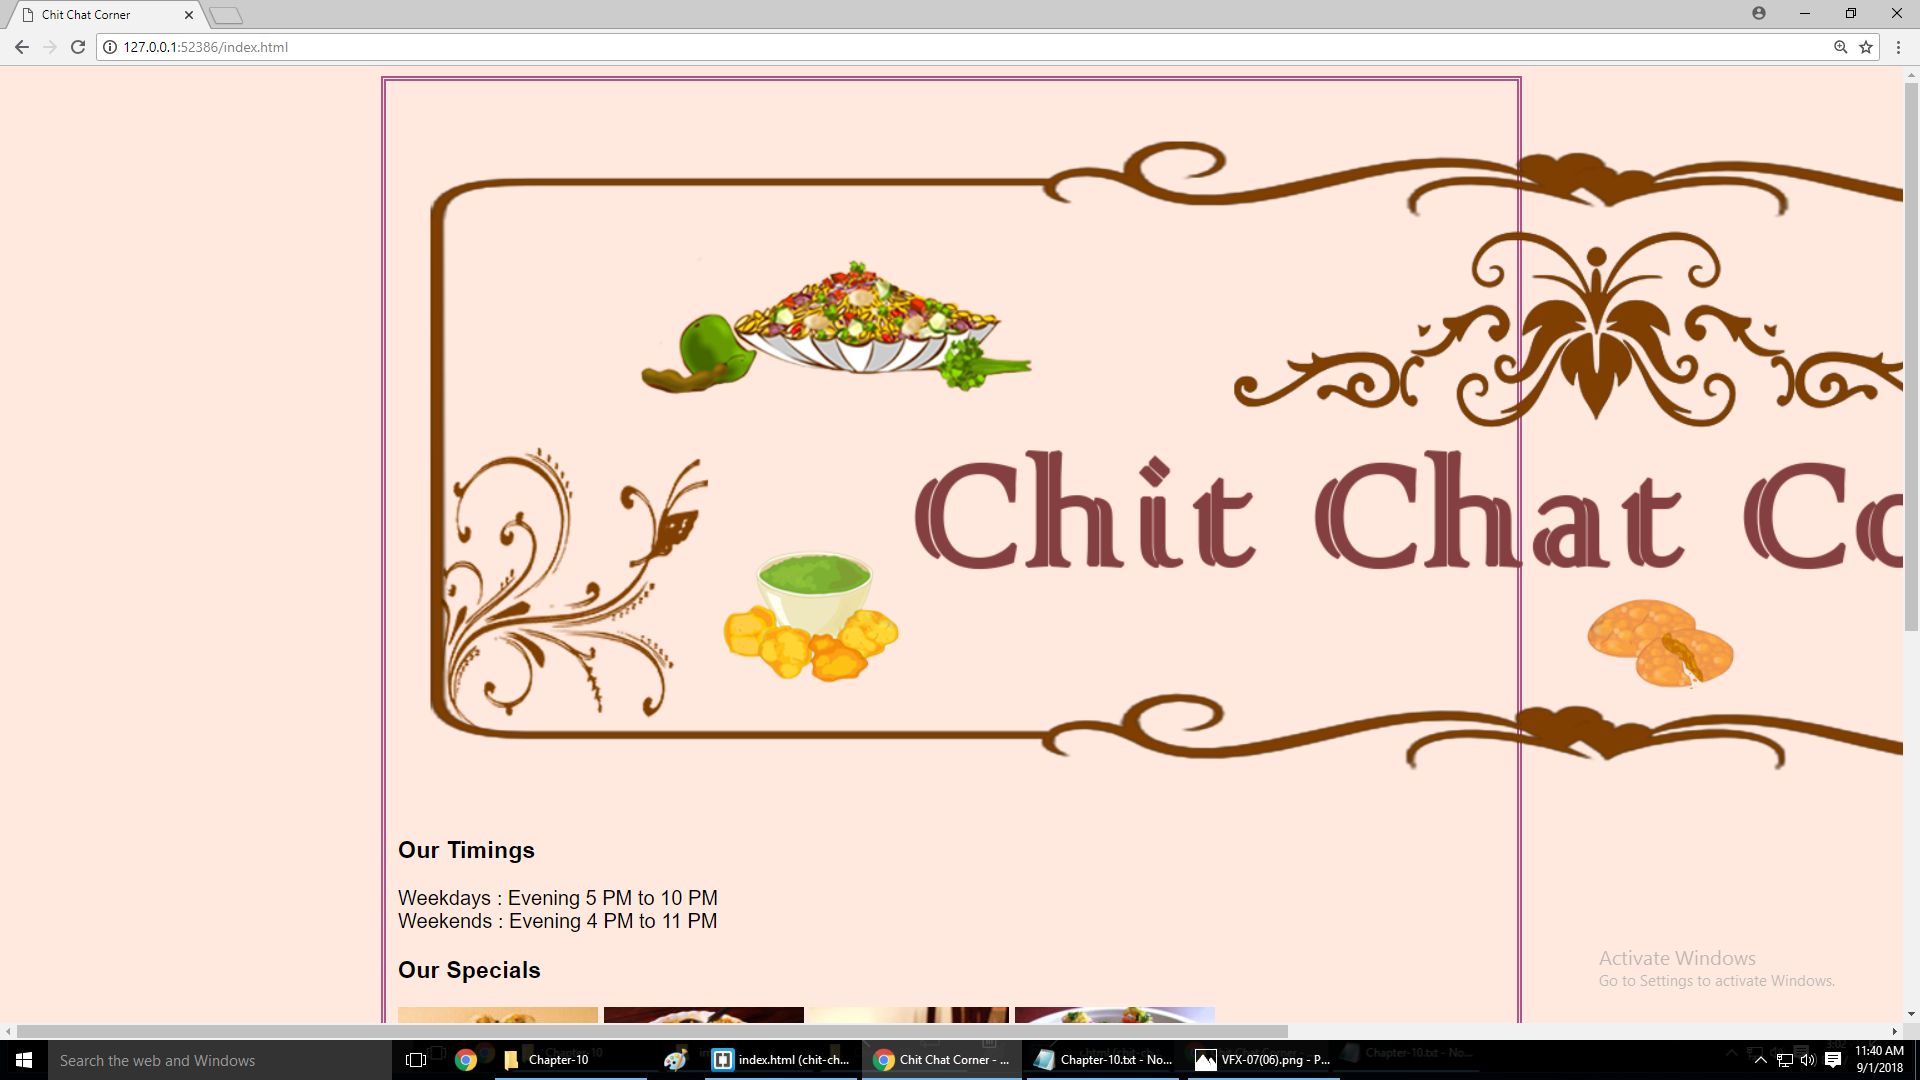 Chit Chat Corner
127.0.0.1:52386/index.html
Chit Chat Co
Our Timings
Weekdays : Evening 5 PM to 10 PM
Weekends : Evening 4 PM to 11 PM
Our Specials
Activate Windows
Go to Settings to activate Windows.
Search the web and Windows
Chapter-10
index.html (chit-ch...
Chit Chat Corner - ...
Chapter-10.txt - No...
VFX-07(06).png - P...
11:40 AM
9/1/2018